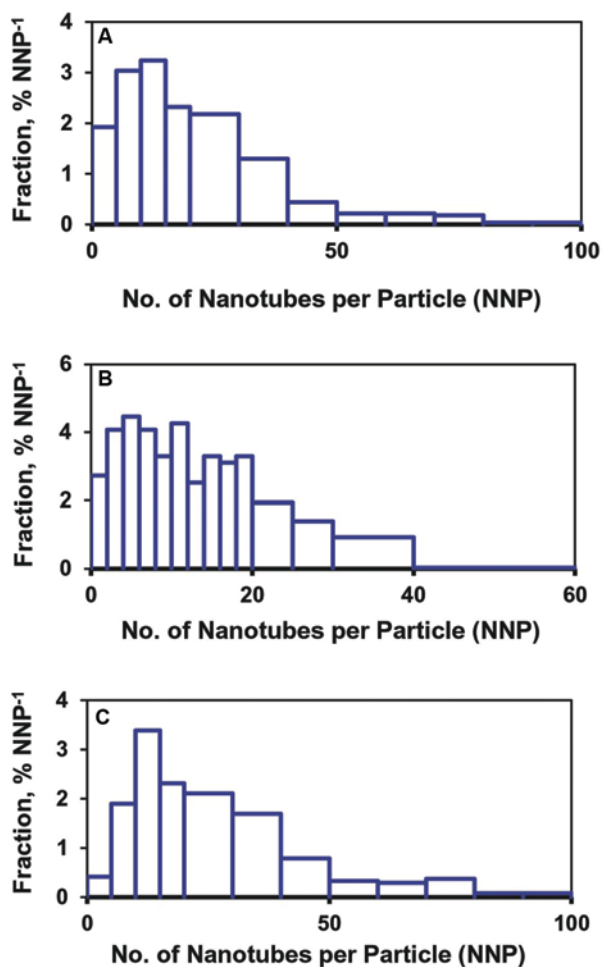 A
4
3
2
1
0
Fraction, % NNP-1
0 50 100
No. of Nanotubes per Particle (NNP)
B
6
4
2
0
Fraction, % NNP-1
0 20 40 60
No. of Nanotubes per Particle (NNP)
C
4
3
2
1
0
Fraction, % NNP-1
0 50 100
No. of Nanotubes per Particle (NNP)